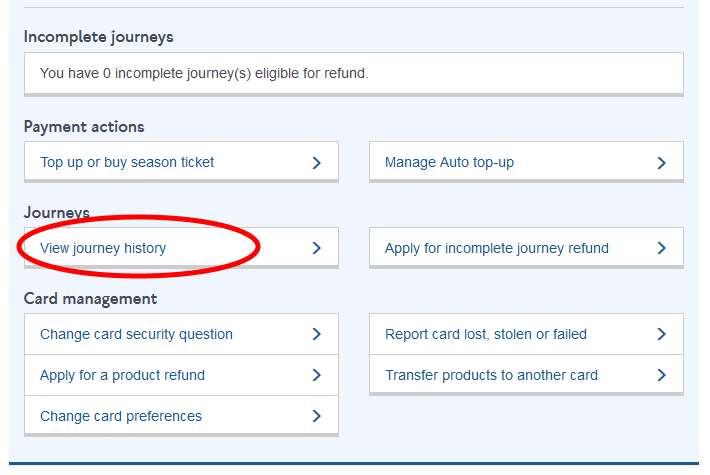 Incomplete journeys
You have 0 incomplete journey(s) eligible for refund.
Payment actions
Top up or buy season ticket
Manage Auto top-up
Journeys
View journey history
Apply for incomplete journey refund
Card management
Change card security question
Report card lost, stolen or failed
Apply for a product refund
Transfer products to another card
Change card preferences